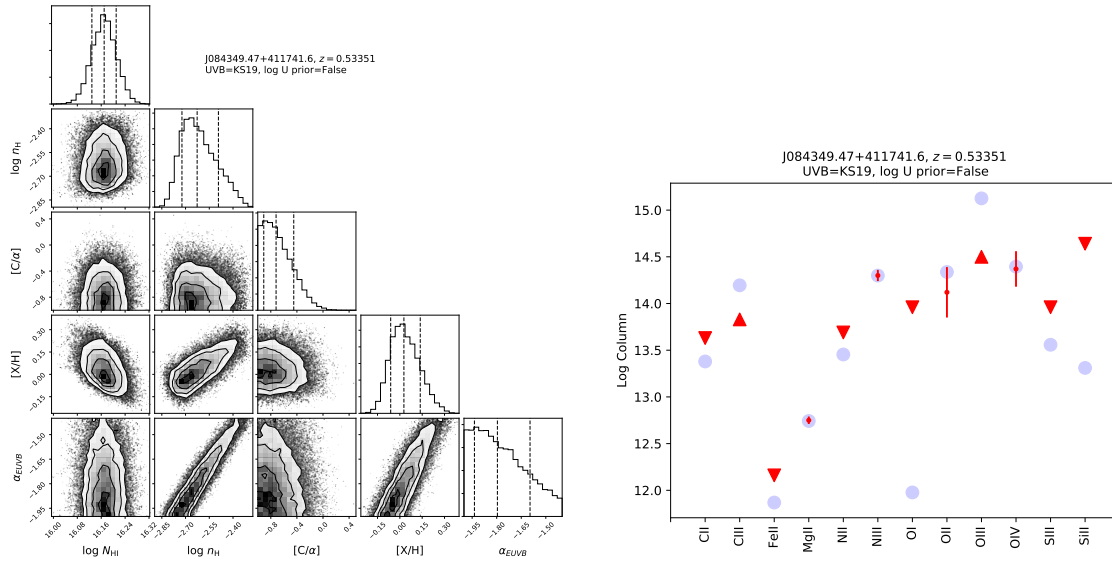 J084349.47+411741.6, z = 0.53351
UVB=KS19, log U prior=False
log n_H
−2.40
−2.55
−2.70
−2.85
[C/α]
0.4
0.0
−0.4
−0.8
[X/H]
0.30
0.15
0.00
−0.15
α_EUVB
−1.50
−1.65
−1.80
−1.95
16.00 16.08 16.16 16.24 16.32
−2.85 −2.70 −2.55 −2.40
−0.8 −0.4 0.0 0.4
−0.15 0.00 0.15 0.30
−1.95 −1.80 −1.65 −1.50
log N_HI
log n_H
[C/α]
[X/H]
α_EUVB
J084349.47+411741.6, z = 0.53351
UVB=KS19, log U prior=False
Log Column
15.0
14.5
14.0
13.5
13.0
12.5
12.0
CII CIII FeII MgII NII NIII OI OII OIII OIV SiII SiIII